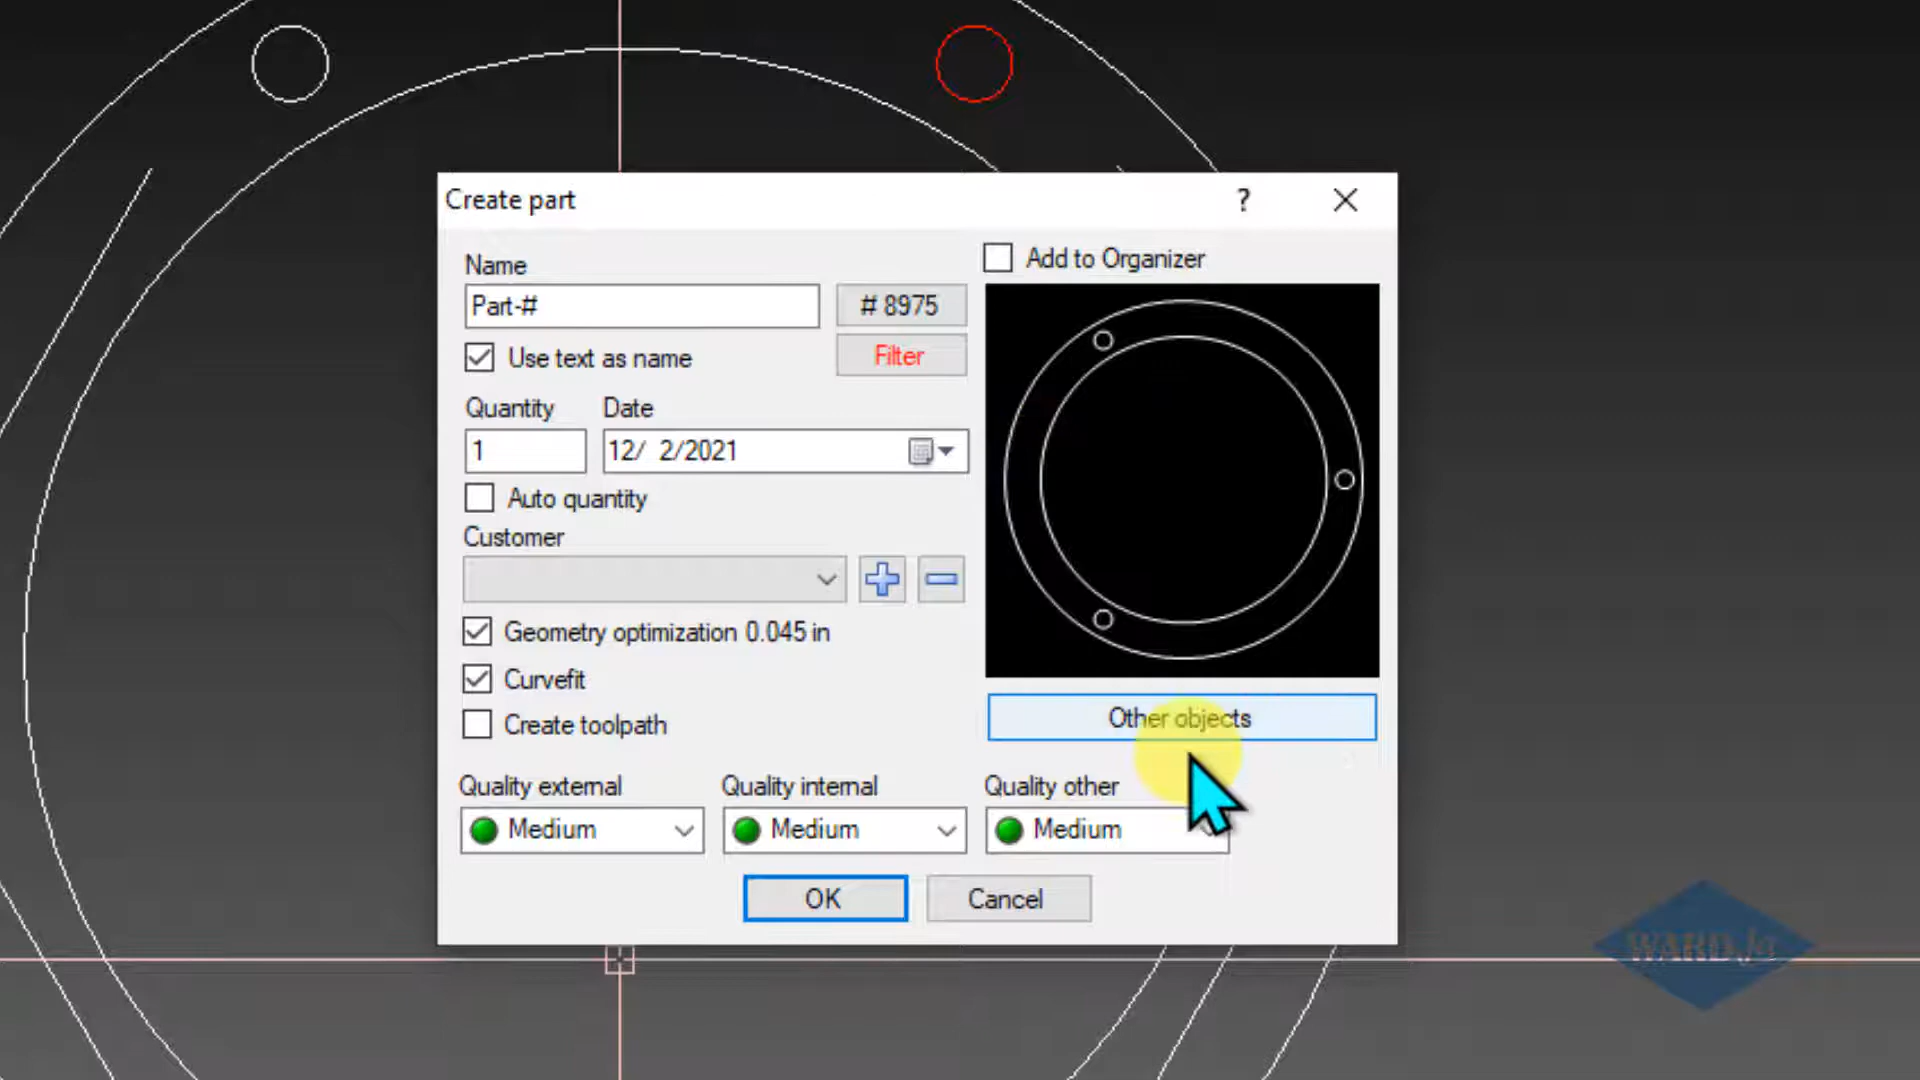 Create part
?
Name
Add to Organizer
Part-#
# 8975
Use text as name
Filter
Quantity
Date
1
12/ 2/2021
Auto quantity
Customer
Geometry optimization 0.045 in
Curvefit
Create toolpath
Other objects
Quality external
Quality internal
Quality other
Medium
Medium
Medium
OK
Cancel
WARDJet